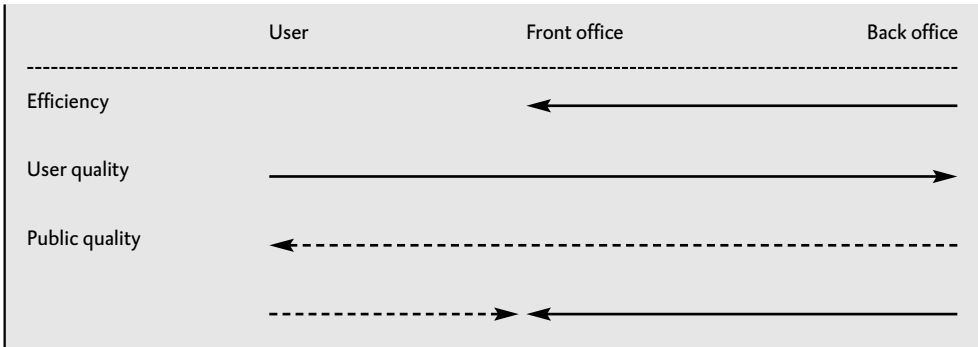 User Front office Back office
Efficiency
User quality
Public quality